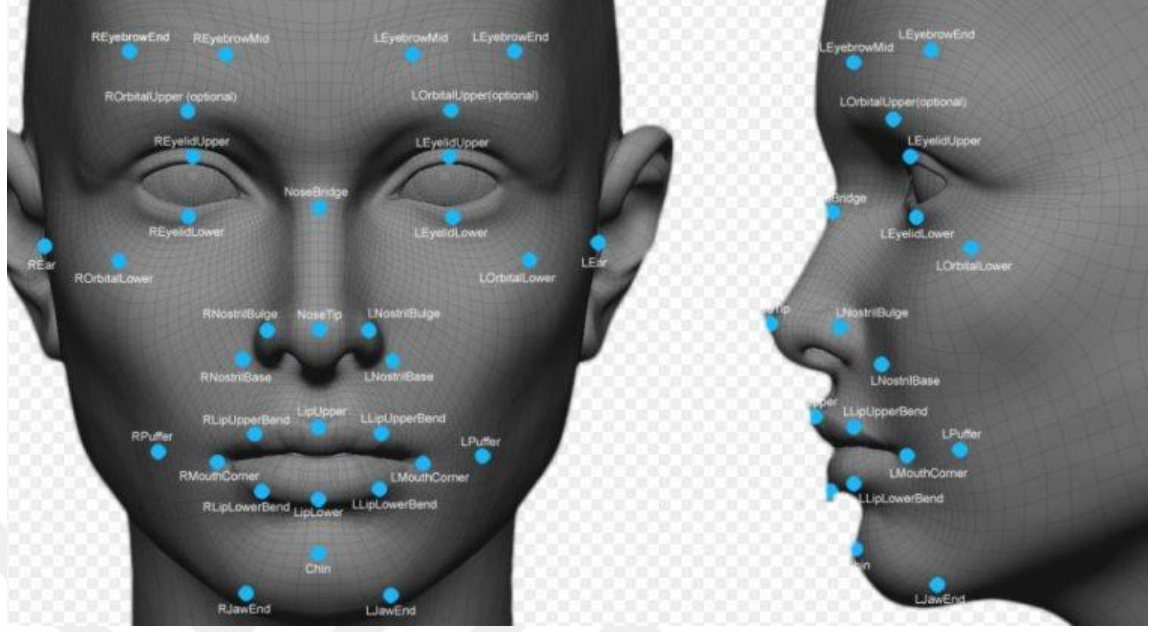 REyebrowEnd
REyebrowMid
LEyebrowMid
LEyebrowEnd
ROrbitalUpper (optional)
LOrbitalUpper(optional)
REyelidUpper
LEyelidUpper
NoseBridge
REyelidLower
LEyelidLower
REar
LEar
ROrbitalLower
LOrbitalLower
RNostrilBulge
NoseTip
LNostrilBulge
RNostrilBase
LNostrilBase
RLipUpperBend
LipUpper
LLipUpperBend
RPuffer
LPuffer
RMouthCorner
LMouthCorner
RLipLowerBend
LipLower
LLipLowerBend
Chin
RJawEnd
LJawEnd
LEyebrowEnd
LEyebrowMid
LOrbitalUpper(optional)
LEyelidUpper
Bridge
LEyelidLower
LOrbitalLower
LNostrilBulge
LNostrilBase
LLipUpperBend
LPuffer
LMouthCorner
LLipLowerBend
LJawEnd